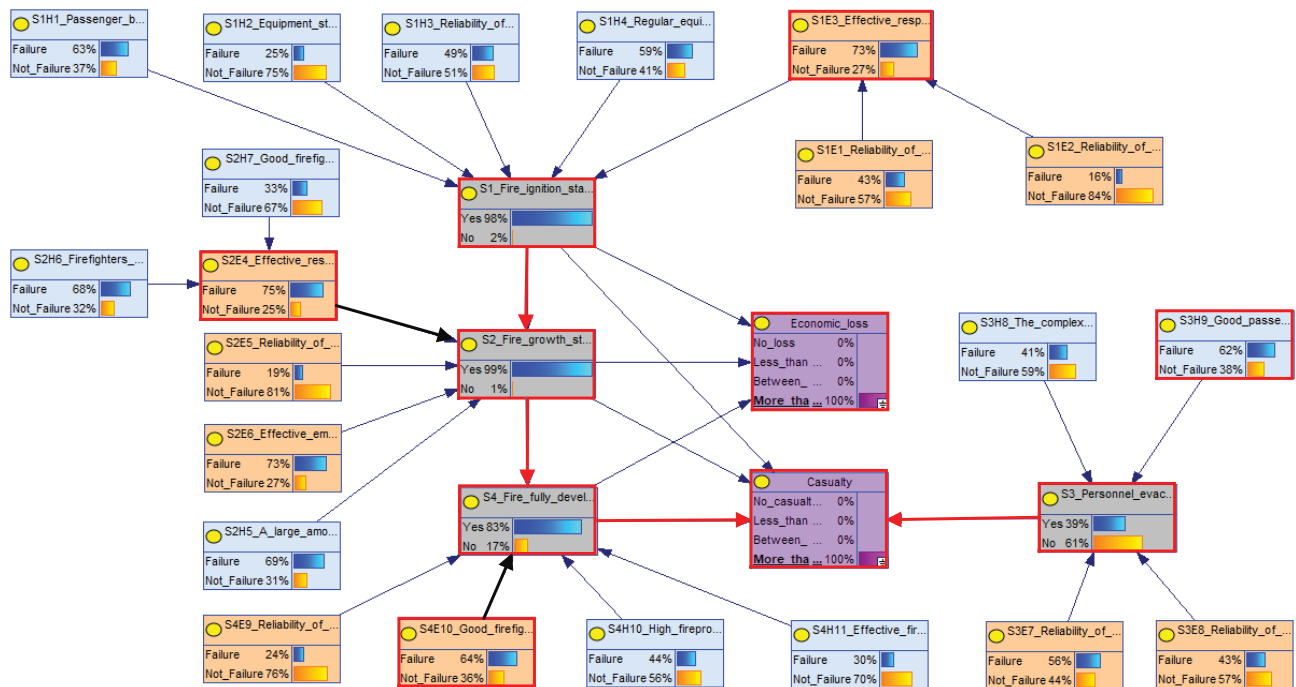 S1H1_Passenger_b...
Failure 63%
Not_Failure 37%
S1H2_Equipment_st...
Failure 25%
Not_Failure 75%
S1H3_Reliability_of...
Failure 49%
Not_Failure 51%
S1H4_Regular_equi...
Failure 59%
Not_Failure 41%
S1E3_Effective_resp...
Failure 73%
Not_Failure 27%
S1E1_Reliability_of_...
Failure 43%
Not_Failure 57%
S1E2_Reliability_of_...
Failure 16%
Not_Failure 84%
S2H7_Good_firefig...
Failure 33%
Not_Failure 67%
S1_Fire_ignition_sta...
Yes 98%
No 2%
S2H6_Firefighters_...
Failure 68%
Not_Failure 32%
S2E4_Effective_res...
Failure 75%
Not_Failure 25%
S2E5_Reliability_of_...
Failure 19%
Not_Failure 81%
S2_Fire_growth_st...
Yes 99%
No 1%
Economic_loss
No_loss 0%
Less_than ... 0%
Between_ ... 0%
More_tha ... 100%
S3H8_The_complex...
Failure 41%
Not_Failure 59%
S3H9_Good_passe...
Failure 62%
Not_Failure 38%
S2E6_Effective_em...
Failure 73%
Not_Failure 27%
S2H5_A_large_amo...
Failure 69%
Not_Failure 31%
S4_Fire_fully_devel...
Yes 83%
No 17%
Casualty
No_casualt... 0%
Less_than ... 0%
Between_ ... 0%
More_tha ... 100%
S3_Personnel_evac...
Yes 39%
No 61%
S4E9_Reliability_of_...
Failure 24%
Not_Failure 76%
S4E10_Good_firefig...
Failure 64%
Not_Failure 36%
S4H10_High_firepro...
Failure 44%
Not_Failure 56%
S4H11_Effective_fir...
Failure 30%
Not_Failure 70%
S3E7_Reliability_of_...
Failure 56%
Not_Failure 44%
S3E8_Reliability_of_...
Failure 43%
Not_Failure 57%